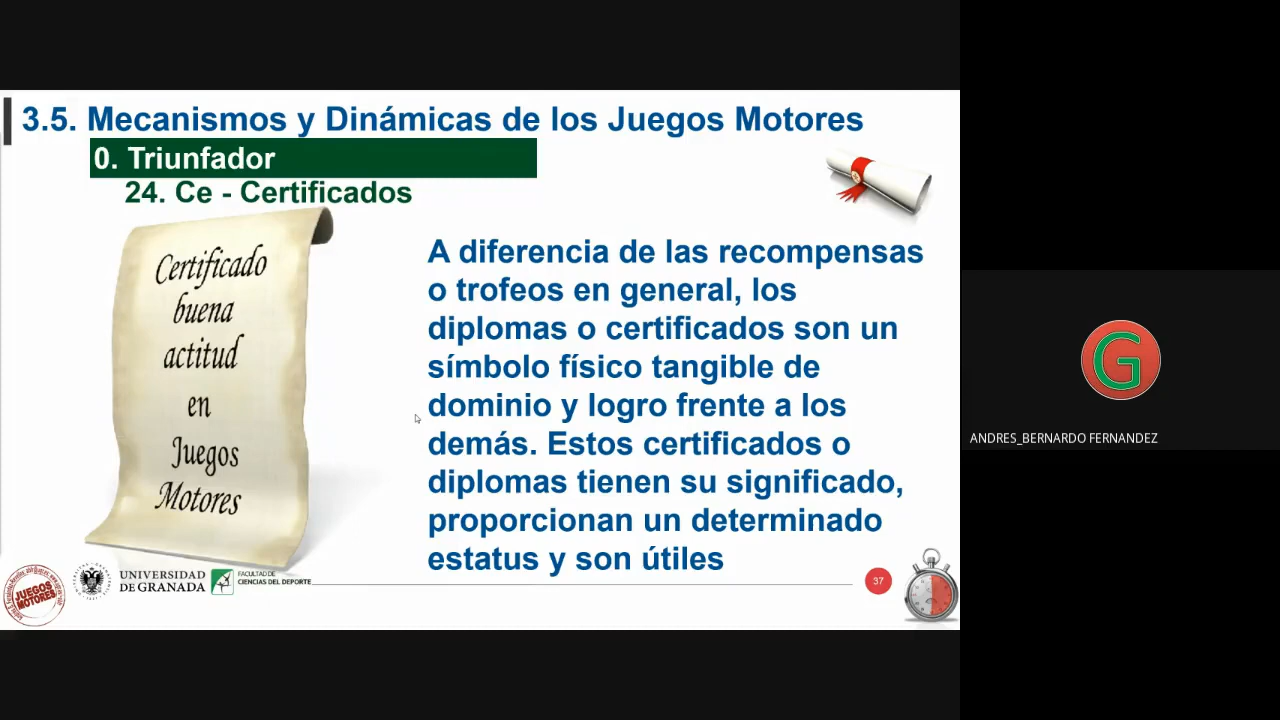 3.5. Mecanismos y Dinámicas de los Juegos Motores
0. Triunfador
24. Ce - Certificados
Certificado
buena
actitud
en
Juegos
Motores
A diferencia de las recompensas
o trofeos en general, los
diplomas o certificados son un
símbolo físico tangible de
dominio y logro frente a los
demás. Estos certificados o
diplomas tienen su significado,
proporcionan un determinado
estatus y son útiles
JUEGOS
MOTORES
UNIVERSIDAD
DE GRANADA
FACULTAD DE
CIENCIAS DEL DEPORTE
37
G
ANDRES_BERNARDO FERNANDEZ